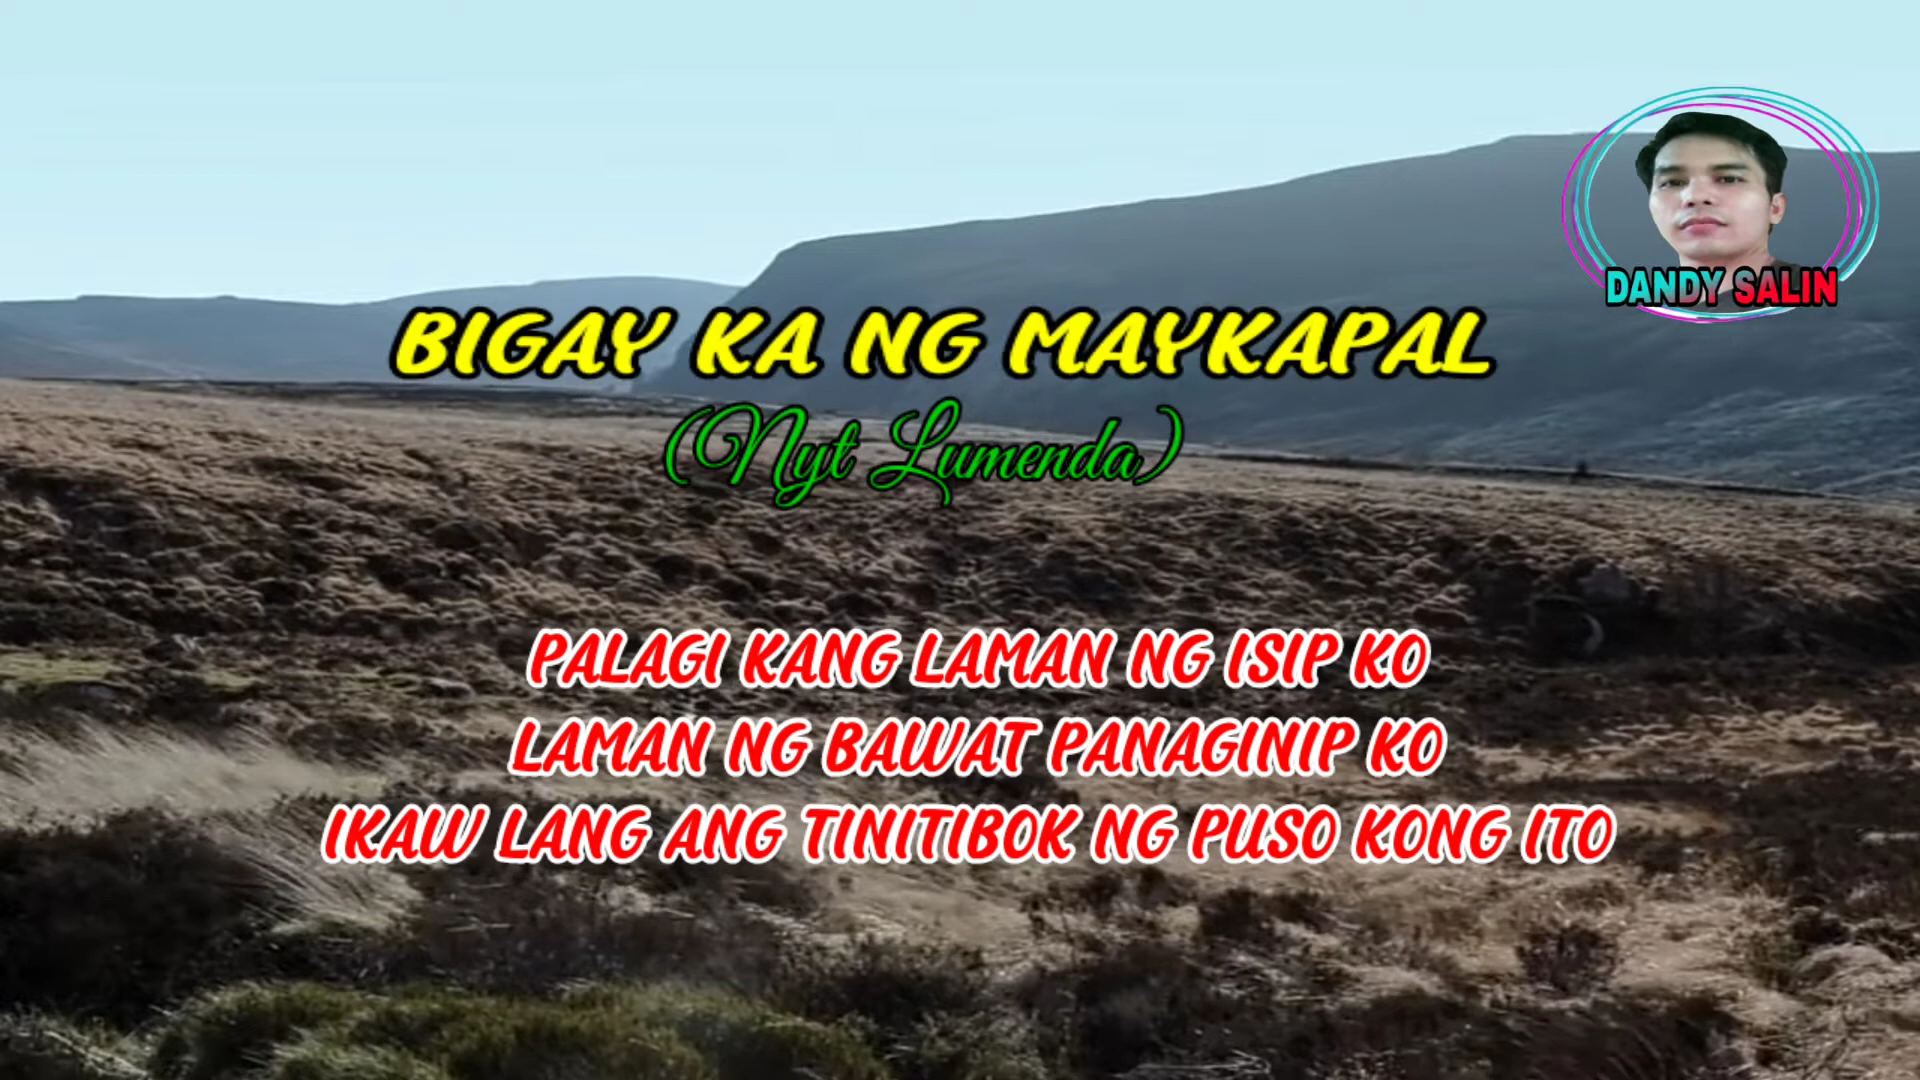 DANDY SALIN
BIGAY KA NG MAYKAPAL
(Nyt Lumenda)
PALAGI KANG LAMAN NG ISIP KO
LAMAN NG BAWAT PANAGINIP KO
IKAW LANG ANG TINITIBOK NG PUSO KONG ITO